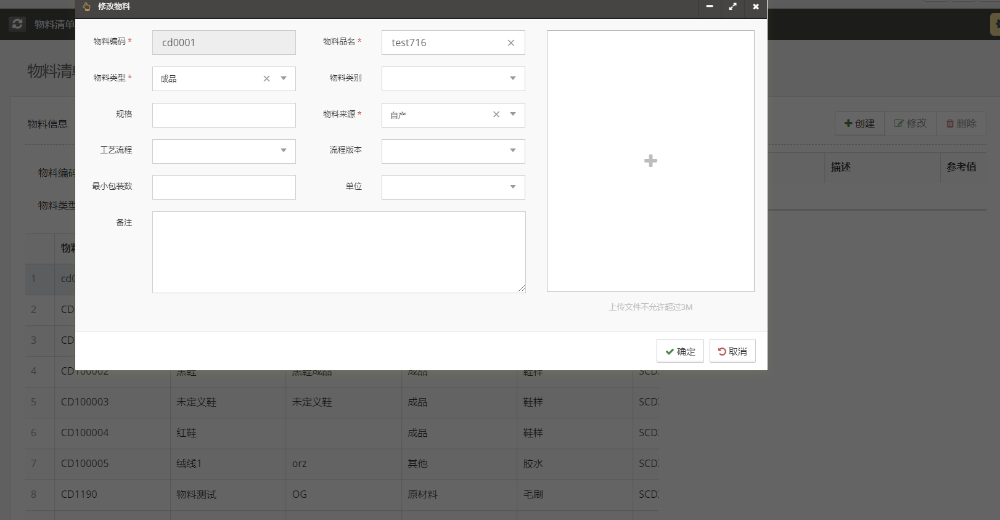 修改物料
物料清单
物料清单
物料编码 * cd0001 物料品名 * test716
物料类型 * 成品 物料类别
规格 物料来源 * 自产
工艺流程 流程版本
最小包装数 单位
备注
上传文件不允许超过3M
确定 取消
物料信息 创建 修改 删除
物料编码 描述 参考值
物料类型
物料
1 cd0
2 CD
3 CD
4 CD100002 黑鞋 黑鞋成品 成品 鞋样 SCDX
5 CD100003 未定义鞋 未定义鞋 成品 鞋样 SCDX
6 CD100004 红鞋 成品 鞋样 SCDX
7 CD100005 绒线1 orz 其他 胶水 SCDX
8 CD1190 物料测试 OG 原材料 毛刷 SCDX